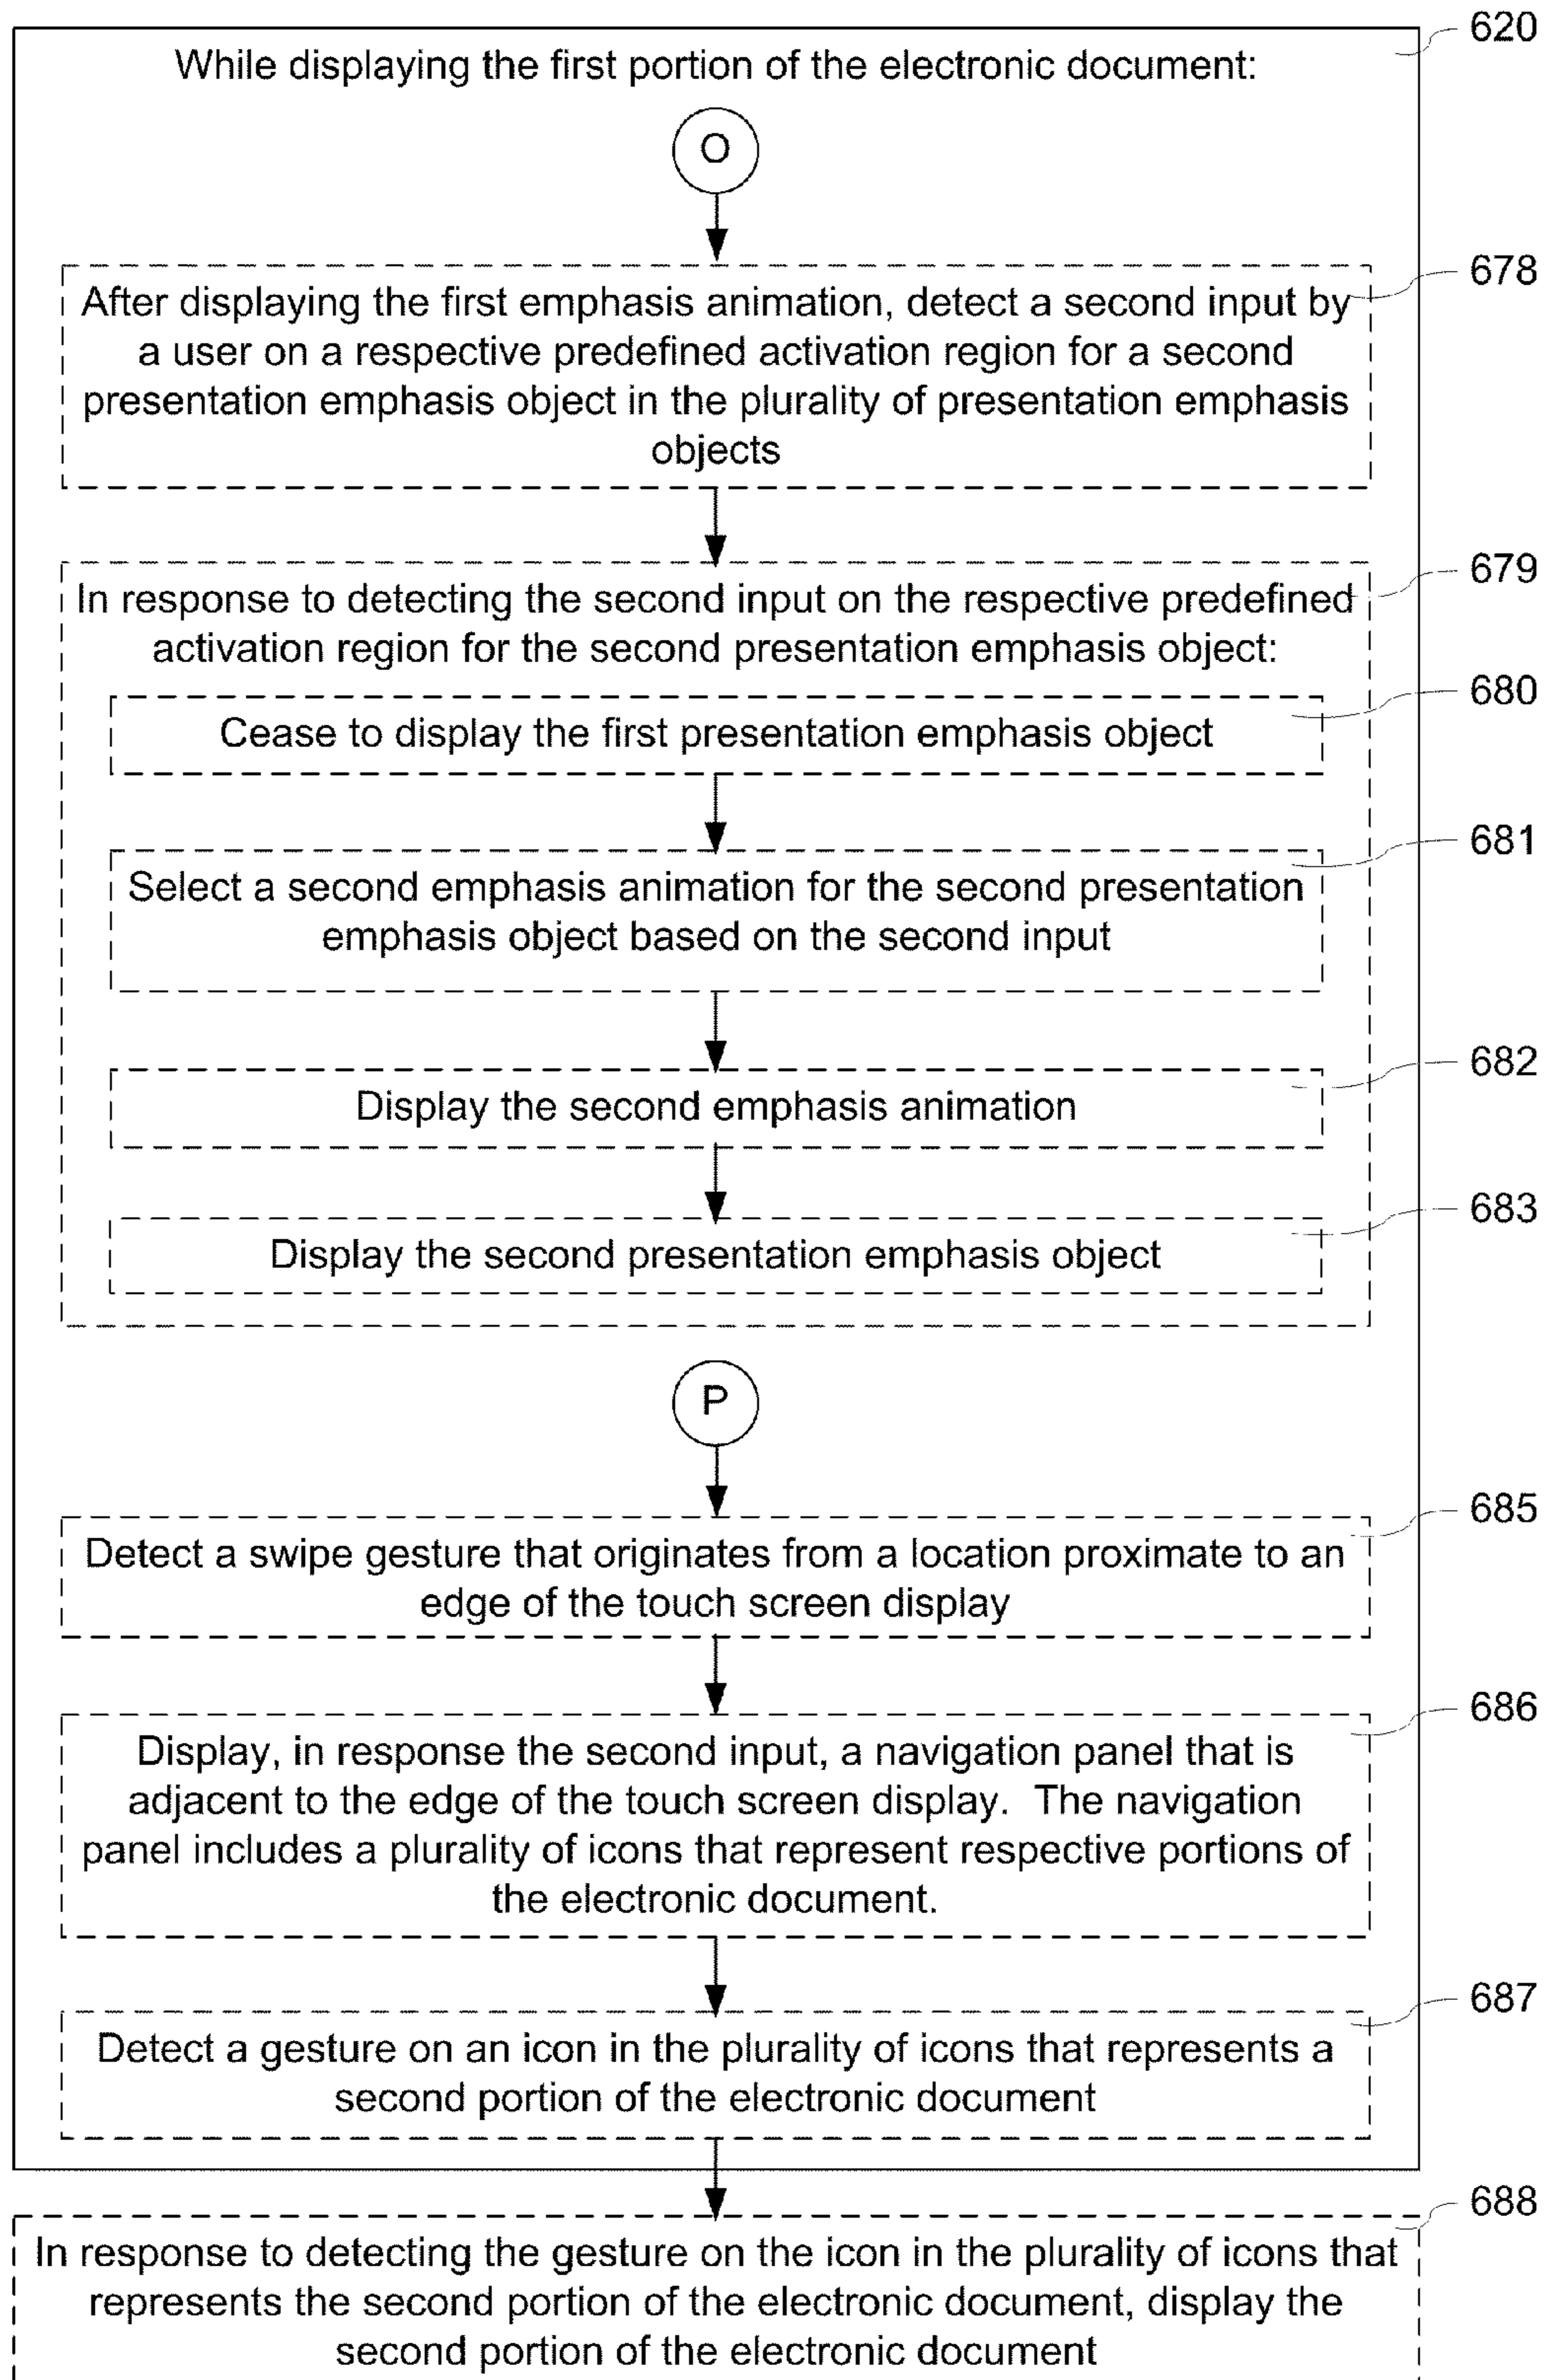 620
While displaying the first portion of the electronic document:
O
678
After displaying the first emphasis animation, detect a second input by
a user on a respective predefined activation region for a second
presentation emphasis object in the plurality of presentation emphasis
objects
679
In response to detecting the second input on the respective predefined
activation region for the second presentation emphasis object:
680
Cease to display the first presentation emphasis object
681
Select a second emphasis animation for the second presentation
emphasis object based on the second input
682
Display the second emphasis animation
683
Display the second presentation emphasis object
P
685
Detect a swipe gesture that originates from a location proximate to an
edge of the touch screen display
686
Display, in response the second input, a navigation panel that is
adjacent to the edge of the touch screen display.  The navigation
panel includes a plurality of icons that represent respective portions of
the electronic document.
687
Detect a gesture on an icon in the plurality of icons that represents a
second portion of the electronic document
688
In response to detecting the gesture on the icon in the plurality of icons that
represents the second portion of the electronic document, display the
second portion of the electronic document